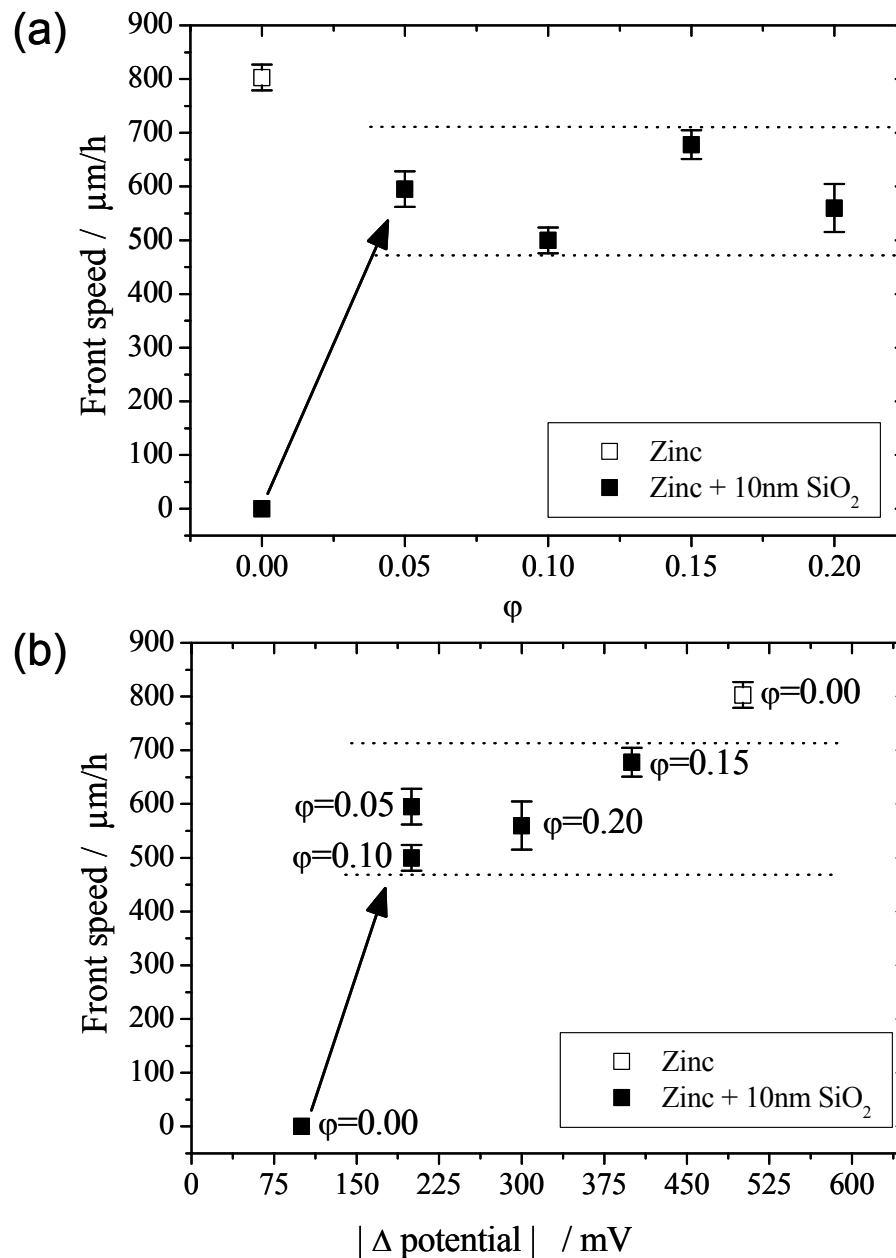 (a)
900
800
700
600
500
400
300
200
100
0
Front speed / μm/h
Zinc
Zinc + 10nm SiO₂
0.00 0.05 0.10 0.15 0.20
φ
(b)
900
800
700
600
500
400
300
200
100
0
Front speed / μm/h
φ=0.00
φ=0.15
φ=0.05
φ=0.20
φ=0.10
φ=0.00
Zinc
Zinc + 10nm SiO₂
0 75 150 225 300 375 450 525 600
| Δ potential | / mV